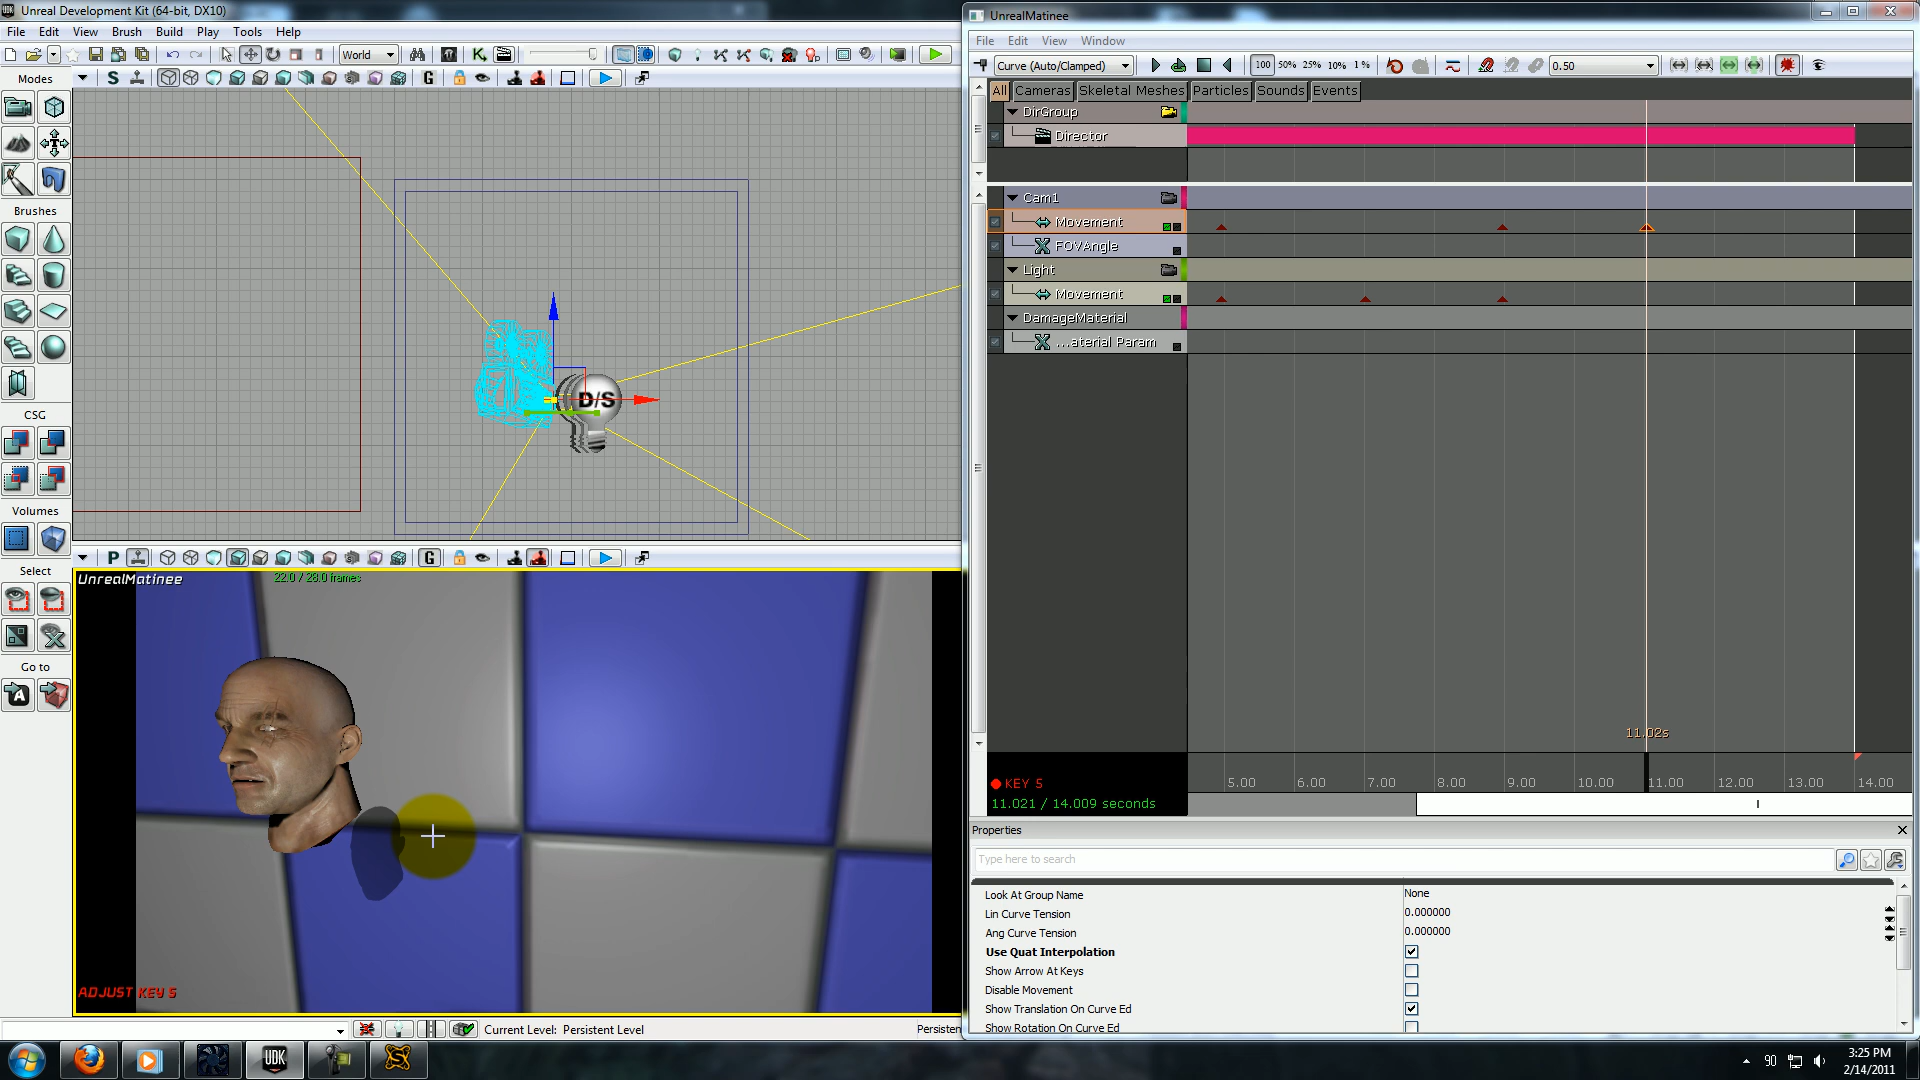 Unreal Development Kit (64-bit, DX10)
File Edit View Brush Build Play Tools Help
World
Modes
S
G
Brushes
CSG
Volumes
Select
Go to
D/S
P
G
UnrealMatinee
22.0 / 28.0 frames
ADJUST KEY 5
Current Level: Persistent Level
Persisten
UnrealMatinee
File Edit View Window
Curve (Auto/Clamped)
100 50% 25% 10% 1 %
0.50
All Cameras Skeletal Meshes Particles Sounds Events
DirGroup
Director
Cam1
Movement
FOVAngle
Light
Movement
DamageMaterial
...aterial Param
11.02s
KEY 5
11.021 / 14.009 seconds
5.00 6.00 7.00 8.00 9.00 10.00 11.00 12.00 13.00 14.00
Properties
Type here to search
Look At Group Name None
Lin Curve Tension 0.000000
Ang Curve Tension 0.000000
Use Quat Interpolation
Show Arrow At Keys
Disable Movement
Show Translation On Curve Ed
Show Rotation On Curve Ed
UDK
90
3:25 PM
2/14/2011